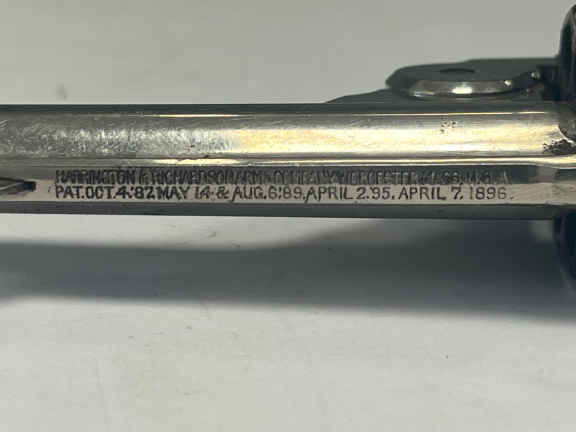 HARRINGTON & RICHARDSON ARMS COMPANY, WORCESTER, MASS. U.S.A.
PAT. OCT. 4. '87. MAY 14 & AUG. 6. '89. APRIL 2. '95. APRIL 7. 1896.